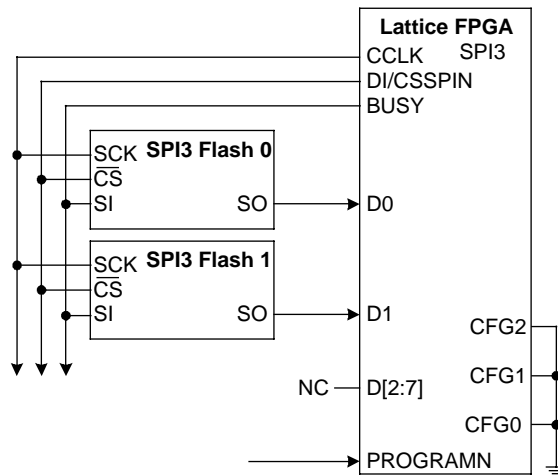 Lattice FPGA
CCLK SPI3
DI/CSSPIN
BUSY
SCK SPI3 Flash 0
CS
SI SO D0
SCK SPI3 Flash 1
CS
SI SO D1
CFG2
NC D[2:7] CFG1
CFG0
PROGRAMN